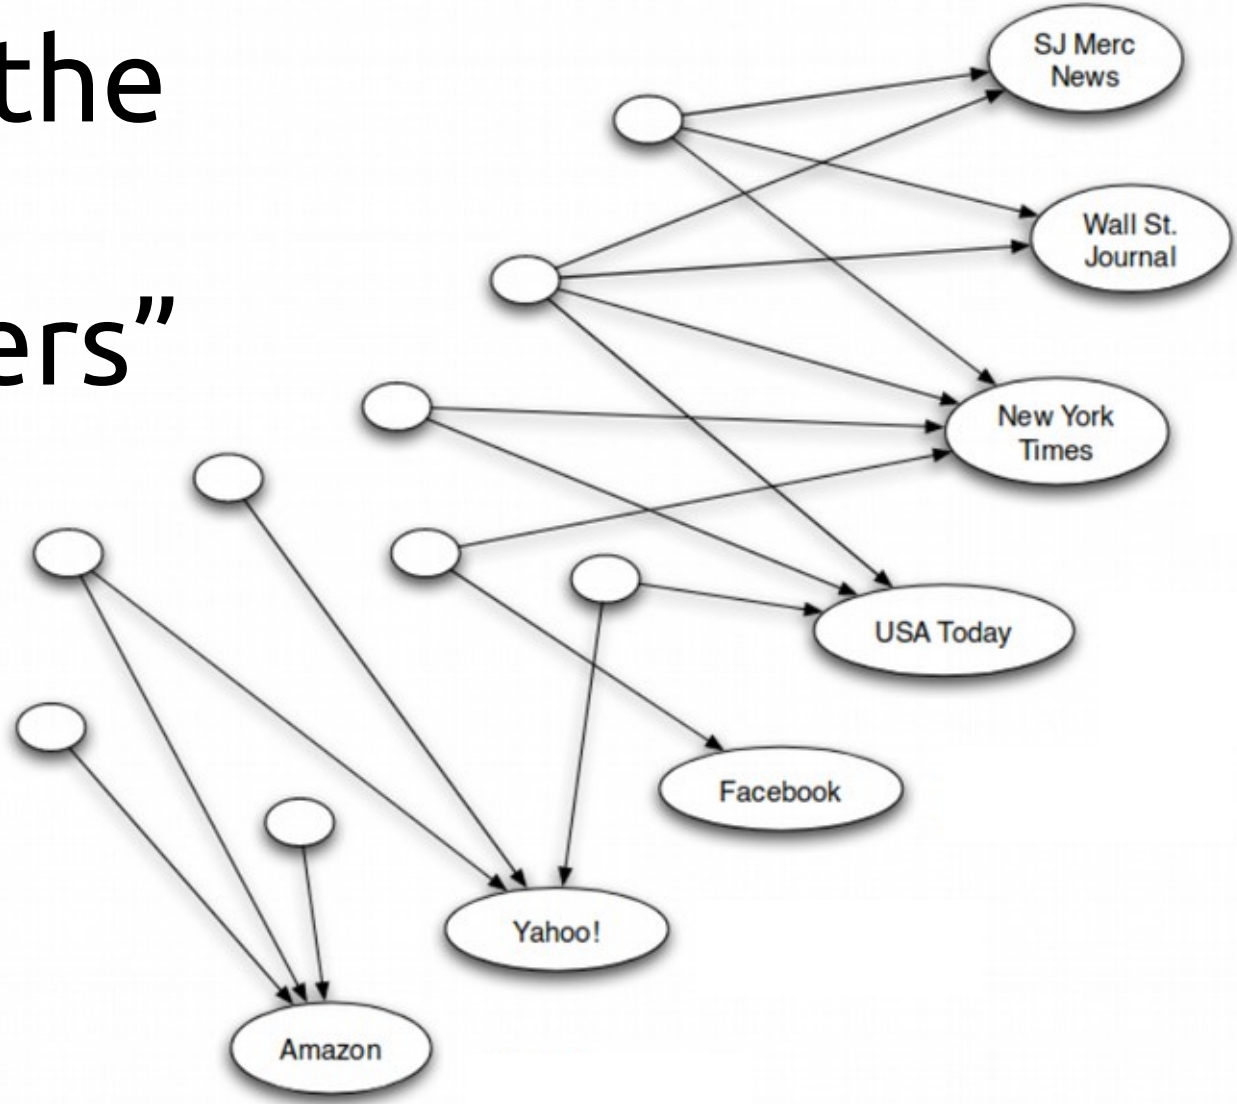 the
ers”
SJ Merc
News
Wall St.
Journal
New York
Times
USA Today
Facebook
Yahoo!
Amazon